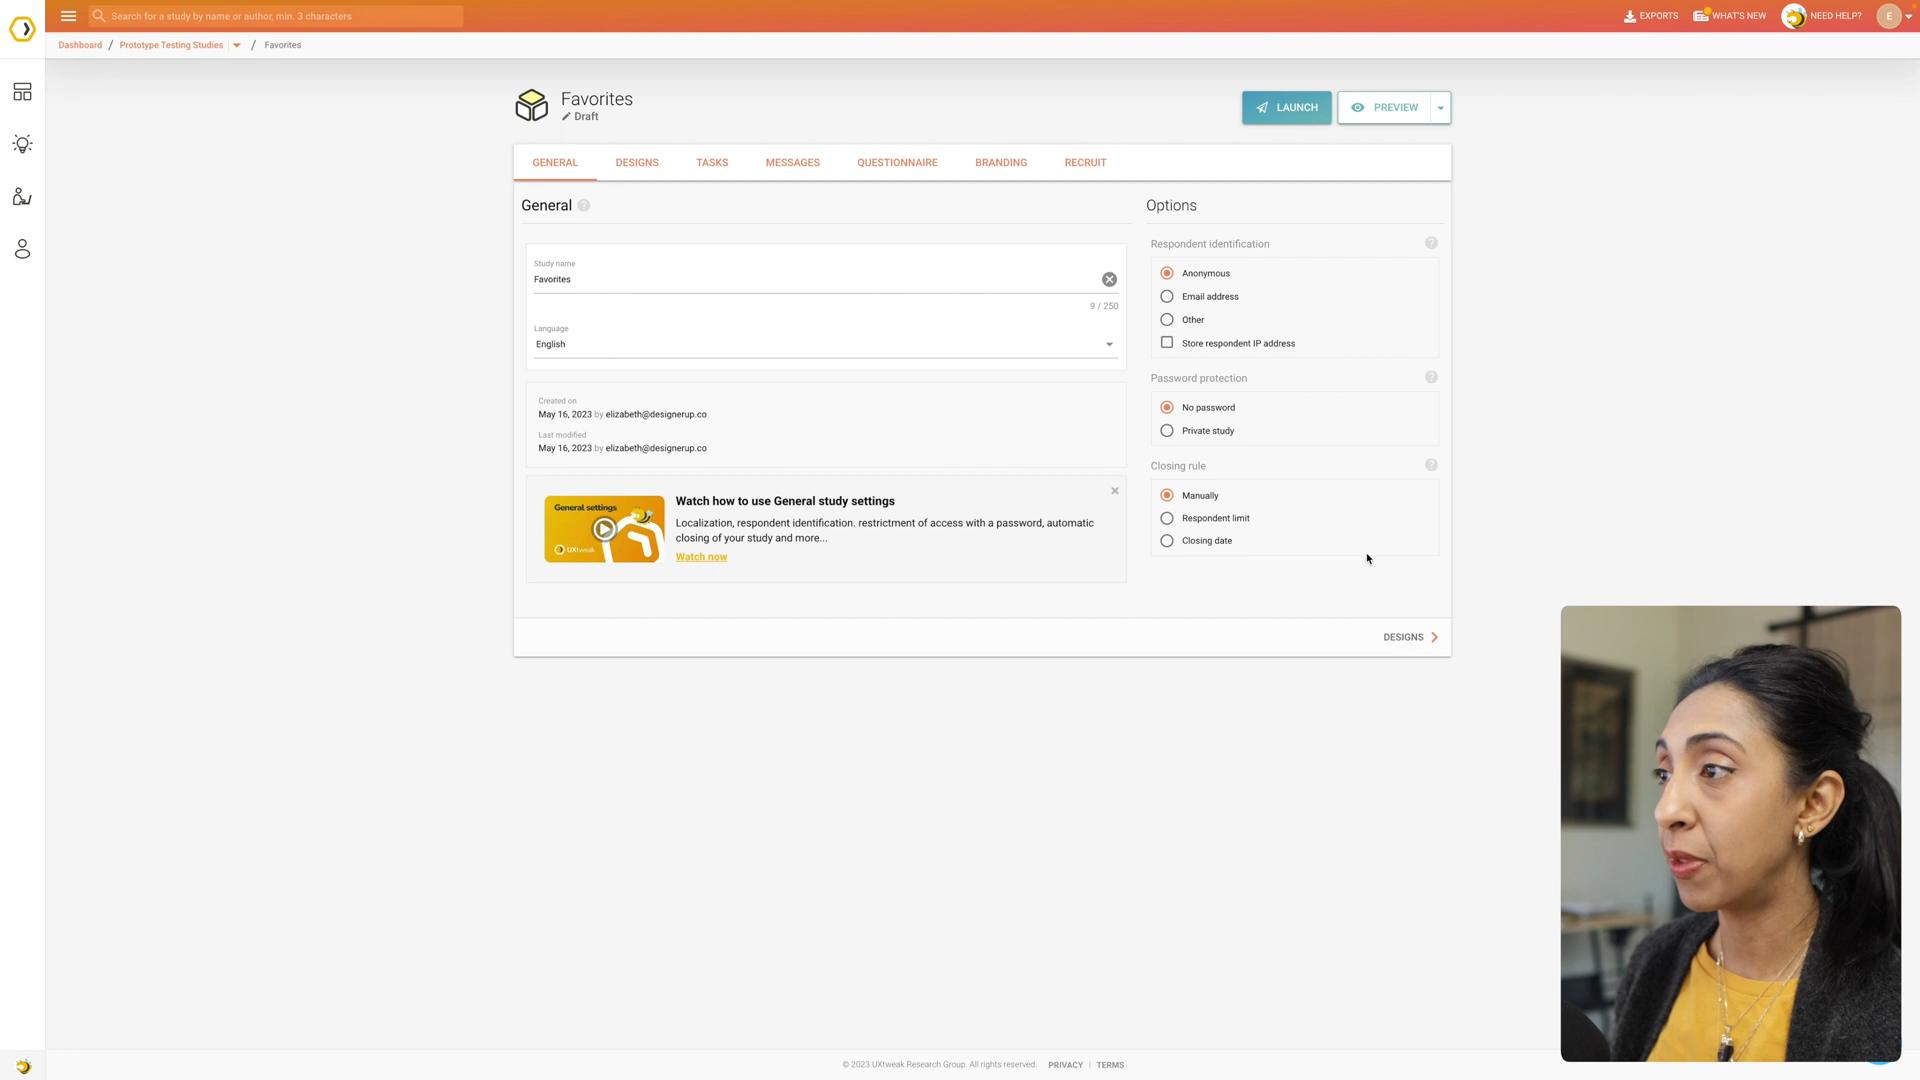 Search for a study by name or author, min. 3 characters
EXPORTS
WHAT'S NEW
NEED HELP?
E
Dashboard / Prototype Testing Studies / Favorites
Favorites
Draft
LAUNCH
PREVIEW
GENERAL
DESIGNS
TASKS
MESSAGES
QUESTIONNAIRE
BRANDING
RECRUIT
General ?
Study name
Favorites
9 / 250
Language
English
Created on
May 16, 2023 by elizabeth@designerup.co
Last modified
May 16, 2023 by elizabeth@designerup.co
General settings
UXtweak
Watch how to use General study settings
Localization, respondent identification. restrictment of access with a password, automatic
closing of your study and more...
Watch now
Options
Respondent identification ?
Anonymous
Email address
Other
Store respondent IP address
Password protection ?
No password
Private study
Closing rule ?
Manually
Respondent limit
Closing date
DESIGNS
© 2023 UXtweak Research Group. All rights reserved. PRIVACY | TERMS